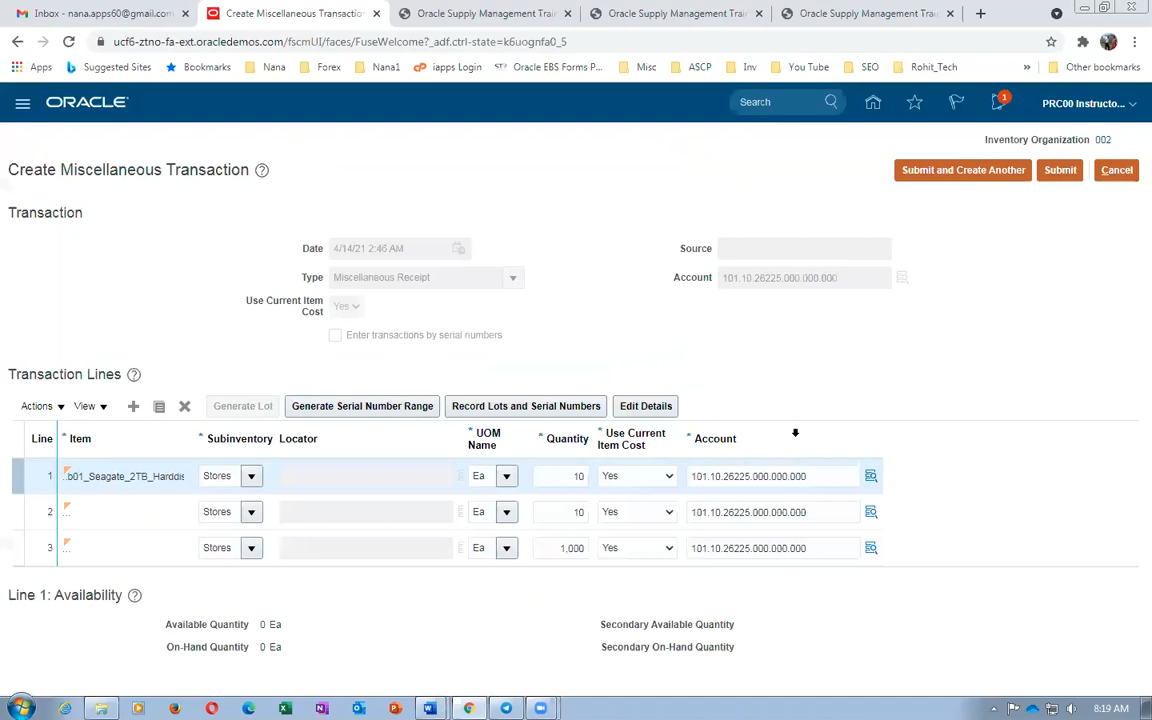 Inbox - nana.apps60@gmail.com
Create Miscellaneous Transactio
Oracle Supply Management Trai
Oracle Supply Management Trai
Oracle Supply Management Trai
ucf6-ztno-fa-ext.oracledemos.com/fscmUI/faces/FuseWelcome?_adf.ctrl-state=k6uognfa0_5
Apps
Suggested Sites
Bookmarks
Nana
Forex
Nana1
iapps Login
Oracle EBS Forms P...
Misc
ASCP
Inv
You Tube
SEO
Rohit_Tech
»
Other bookmarks
ORACLE
Search
1
PRC00 Instructo...
Inventory Organization 002
Create Miscellaneous Transaction
Submit and Create Another
Submit
Cancel
Transaction
Date 4/14/21 2:46 AM
Source
Type Miscellaneous Receipt
Account 101.10.26225.000.000.000
Use Current Item
Cost
Yes
Enter transactions by serial numbers
Transaction Lines
Actions
View
Generate Lot
Generate Serial Number Range
Record Lots and Serial Numbers
Edit Details
Line * Item * Subinventory Locator * UOM Name * Quantity * Use Current Item Cost * Account
1 ..b01_Seagate_2TB_Harddis Stores Ea 10 Yes 101.10.26225.000.000.000
2 ... Stores Ea 10 Yes 101.10.26225.000.000.000
3 ... Stores Ea 1,000 Yes 101.10.26225.000.000.000
Line 1: Availability
Available Quantity 0 Ea
Secondary Available Quantity
On-Hand Quantity 0 Ea
Secondary On-Hand Quantity
8:19 AM